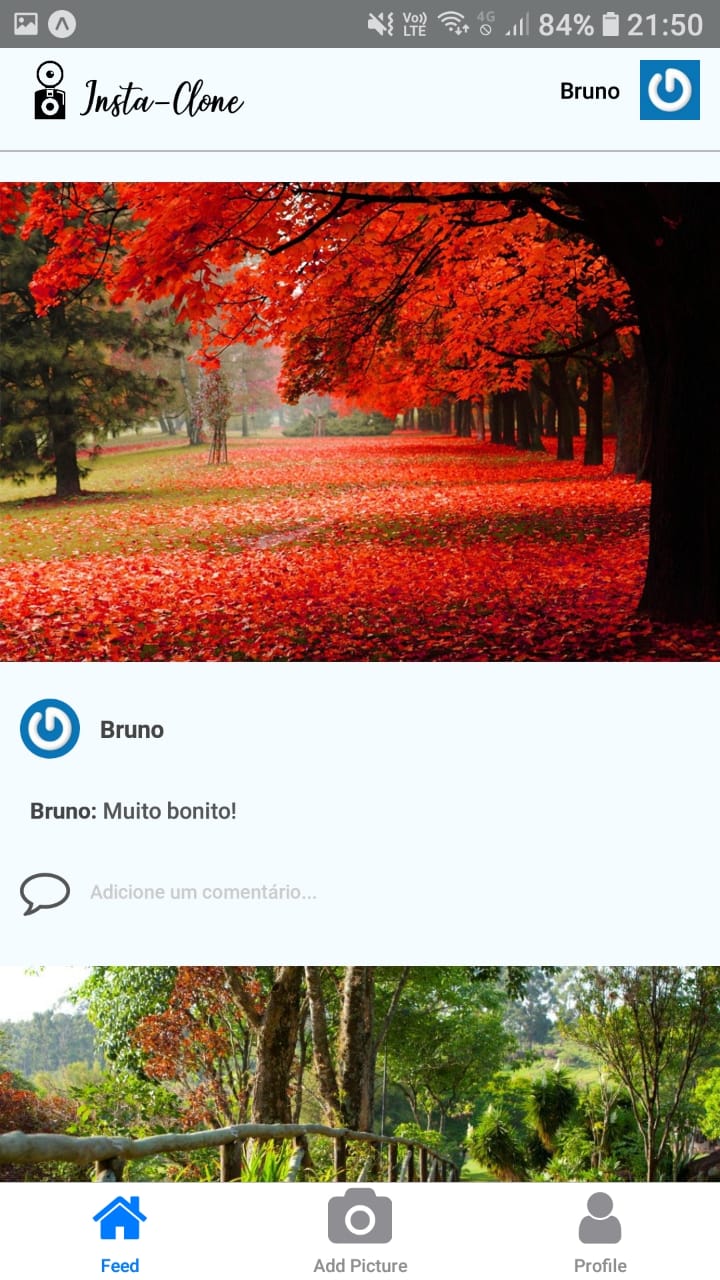 Vo))
LTE
4G
84%
21:50
Insta-Clone
Bruno
Bruno
Bruno: Muito bonito!
Adicione um comentário...
Feed
Add Picture
Profile